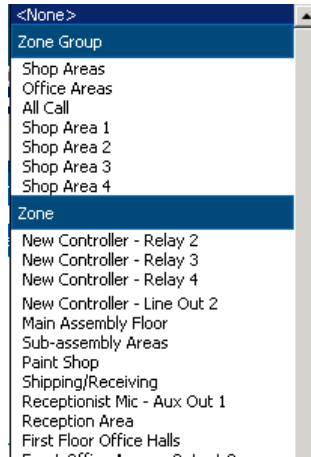 <None>
Zone Group
Shop Areas
Office Areas
All Call
Shop Area 1
Shop Area 2
Shop Area 3
Shop Area 4
Zone
New Controller - Relay 2
New Controller - Relay 3
New Controller - Relay 4
New Controller - Line Out 2
Main Assembly Floor
Sub-assembly Areas
Paint Shop
Shipping/Receiving
Receptionist Mic - Aux Out 1
Reception Area
First Floor Office Halls